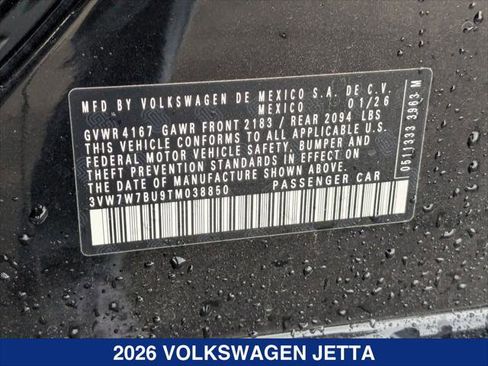 MFD BY VOLKSWAGEN DE MEXICO S.A. DE C.V.
MEXICO 01/26
GVWR 4167 GAWR FRONT 2183 / REAR 2094 LBS
THIS VEHICLE CONFORMS TO ALL APPLICABLE U.S.
FEDERAL MOTOR VEHICLE SAFETY, BUMPER AND
THEFT PREVENTION STANDARDS IN EFFECT ON THE
DATE OF MANUFACTURE SHOWN ABOVE.
3VW7W7BU9TM038850 PASSENGER CAR
0511333 3963 M
2026 VOLKSWAGEN JETTA